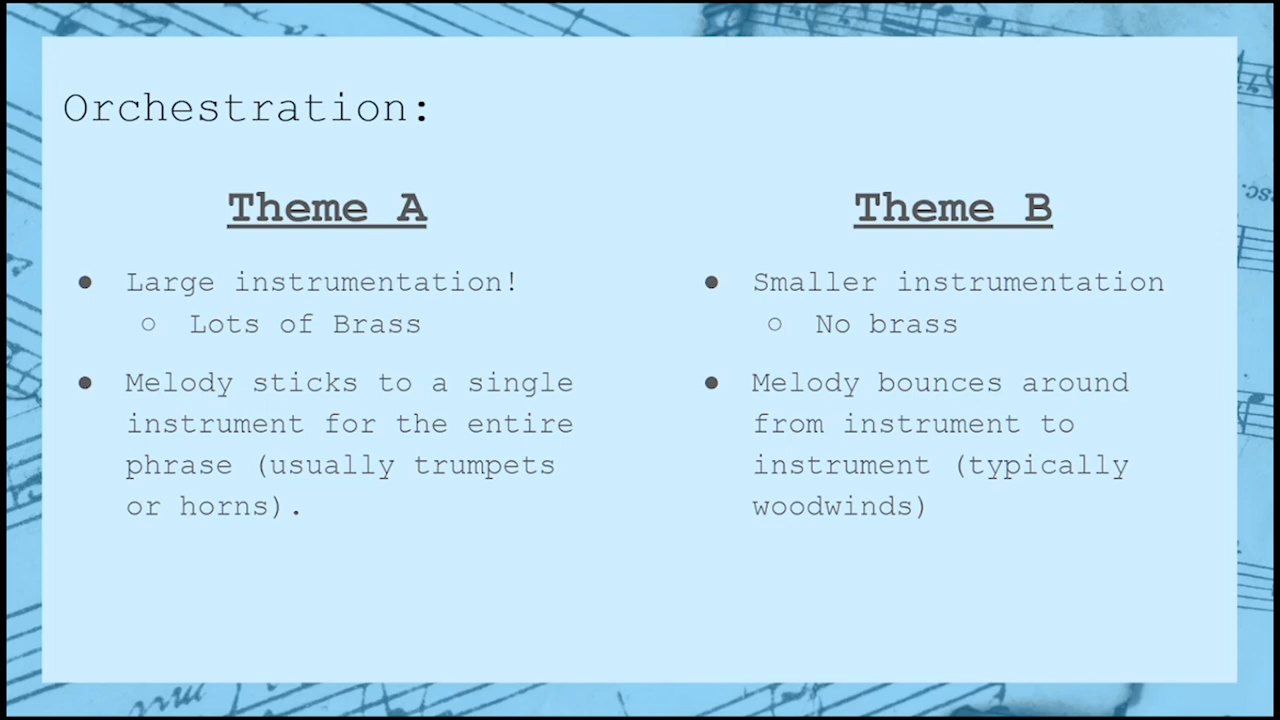 Orchestration:
Theme A
● Large instrumentation!
○ Lots of Brass
● Melody sticks to a single
instrument for the entire
phrase (usually trumpets
or horns).
Theme B
● Smaller instrumentation
○ No brass
● Melody bounces around
from instrument to
instrument (typically
woodwinds)